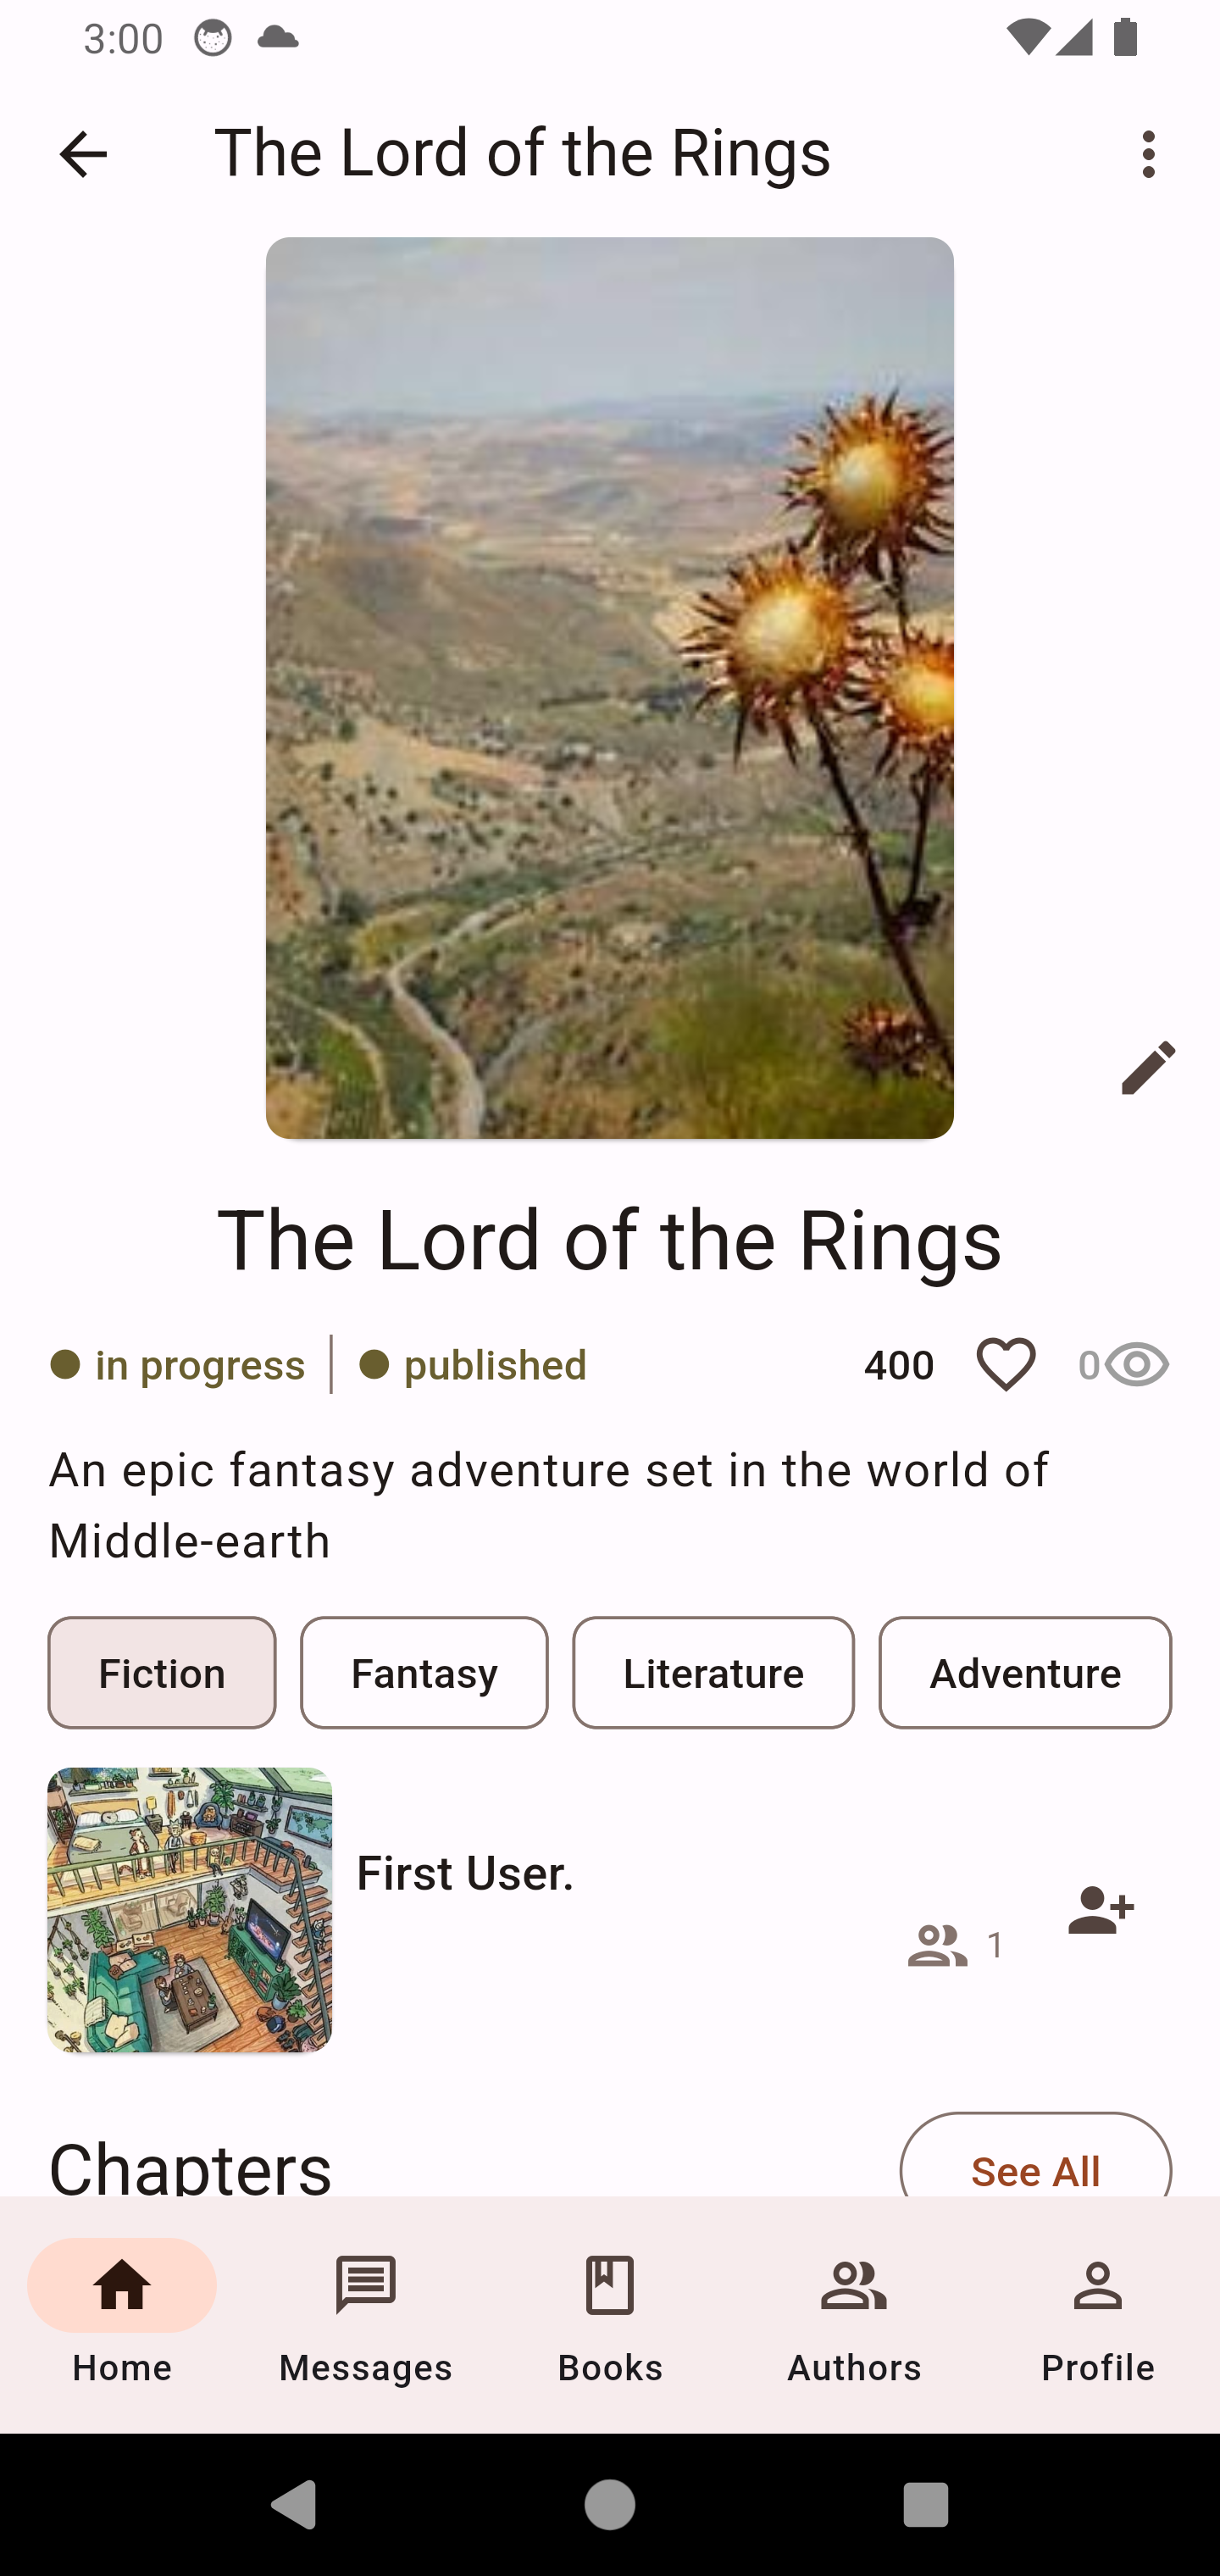 3:00
The Lord of the Rings
The Lord of the Rings
in progress published 400 0
An epic fantasy adventure set in the world of
Middle-earth
Fiction Fantasy Literature Adventure
First User.
1
Chapters See All
Home Messages Books Authors Profile